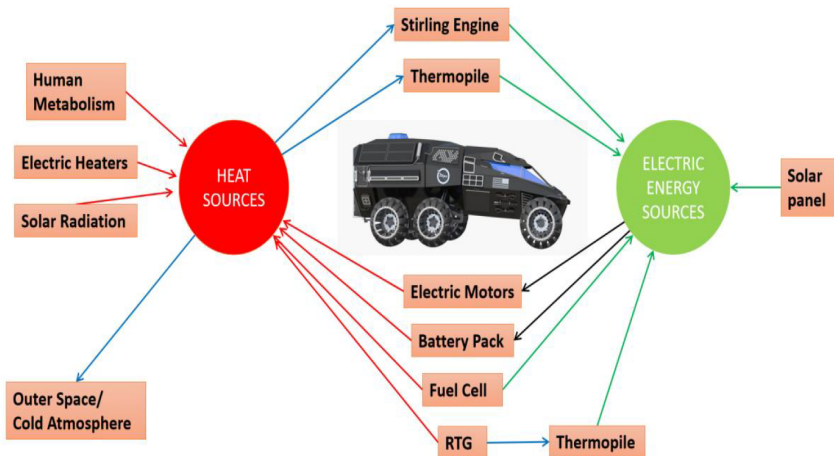 Stirling Engine
Thermopile
Human
Metabolism
Electric Heaters
Solar Radiation
HEAT
SOURCES
ELECTRIC
ENERGY
SOURCES
Solar
panel
Electric Motors
Battery Pack
Fuel Cell
RTG
Thermopile
Outer Space/
Cold Atmosphere